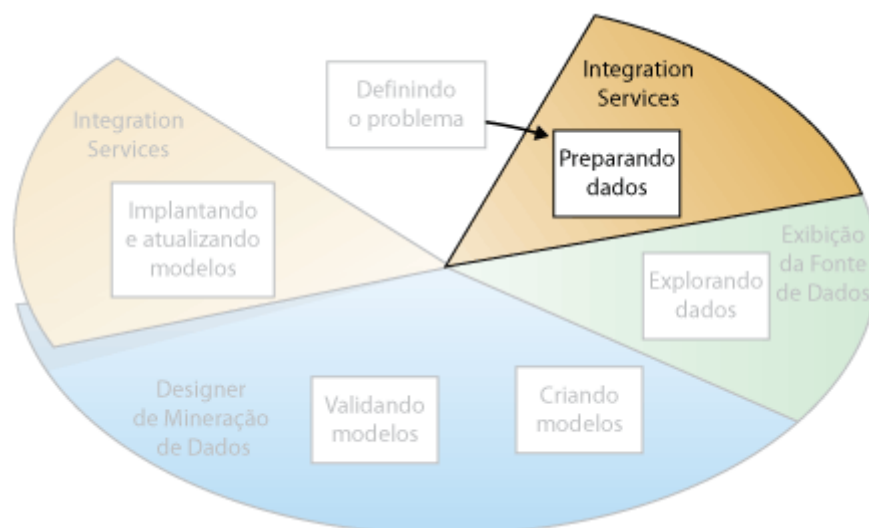 Definindo
o problema
Integration
Services
Preparando
dados
Exibição
da Fonte
de Dados
Explorando
dados
Criando
modelos
Validando
modelos
Designer
de Mineração
de Dados
Integration
Services
Implantando
e atualizando
modelos